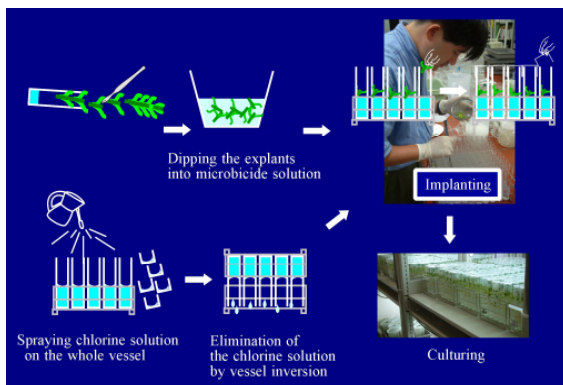 Dipping the explants
into microbicide solution
Implanting
Spraying chlorine solution
on the whole vessel
Elimination of
the chlorine solution
by vessel inversion
Culturing